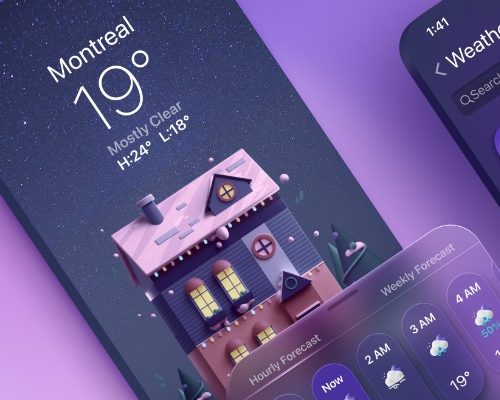 Montreal
19°
Mostly Clear
H:24° L:18°
Hourly Forecast
Weekly Forecast
Now
2 AM
3 AM
4 AM
50%
19°
1:41
Weathe
Search